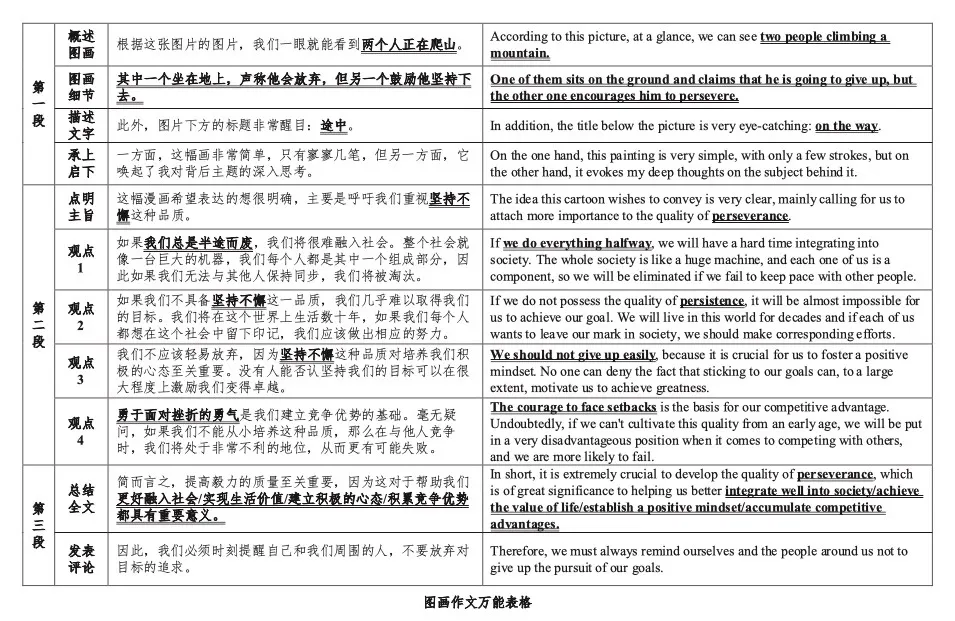 第一段
概述图画
根据这张图片的图片，我们一眼就能看到两个人正在爬山。
According to this picture, at a glance, we can see two people climbing a
mountain.
图画细节
其中一个坐在地上，声称他会放弃，但另一个鼓励他坚持下
去。
One of them sits on the ground and claims that he is going to give up, but
the other one encourages him to persevere.
描述文字
此外，图片下方的标题非常醒目：途中。
In addition, the title below the picture is very eye-catching: on the way.
承上启下
一方面，这幅画非常简单，只有寥寥几笔，但另一方面，它
唤起了我对背后主题的深入思考。
On the one hand, this painting is very simple, with only a few strokes, but on
the other hand, it evokes my deep thoughts on the subject behind it.
第二段
点明主旨
这幅漫画希望表达的想很明确，主要是呼吁我们重视坚持不
懈这种品质。
The idea this cartoon wishes to convey is very clear, mainly calling for us to
attach more importance to the quality of perseverance.
观点
1
如果我们总是半途而废，我们将很难融入社会。整个社会就
像一台巨大的机器，我们每个人都是其中一个组成部分，因
此如果我们无法与其他人保持同步，我们将被淘汰。
If we do everything halfway, we will have a hard time integrating into
society. The whole society is like a huge machine, and each one of us is a
component, so we will be eliminated if we fail to keep pace with other people.
观点
2
如果我们不具备坚持不懈这一品质，我们几乎难以取得我们
的目标。我们将在这个世界上生活数十年，如果我们每个人
都想在这个社会中留下印记，我们应该做出相应的努力。
If we do not possess the quality of persistence, it will be almost impossible for
us to achieve our goal. We will live in this world for decades and if each of us
wants to leave our mark in society, we should make corresponding efforts.
观点
3
我们不应该轻易放弃，因为坚持不懈这种品质对培养我们积
极的心态至关重要。没有人能否认坚持我们的目标可以在很
大程度上激励我们变得卓越。
We should not give up easily, because it is crucial for us to foster a positive
mindset. No one can deny the fact that sticking to our goals can, to a large
extent, motivate us to achieve greatness.
观点
4
勇于面对挫折的勇气是我们建立竞争优势的基础。毫无疑
问，如果我们不能从小培养这种品质，那么在与他人竞争
时，我们将处于非常不利的地位，从而更有可能失败。
The courage to face setbacks is the basis for our competitive advantage.
Undoubtedly, if we can't cultivate this quality from an early age, we will be put
in a very disadvantageous position when it comes to competing with others,
and we are more likely to fail.
第三段
总结全文
简而言之，提高毅力的质量至关重要，因为这对于帮助我们
更好融入社会/实现生活价值/建立积极的心态/积累竞争优势
都具有重要意义。
In short, it is extremely crucial to develop the quality of perseverance, which
is of great significance to helping us better integrate well into society/achieve
the value of life/establish a positive mindset/accumulate competitive
advantages.
发表评论
因此，我们必须时刻提醒自己和我们周围的人，不要放弃对
目标的追求。
Therefore, we must always remind ourselves and the people around us not to
give up the pursuit of our goals.
图画作文万能表格